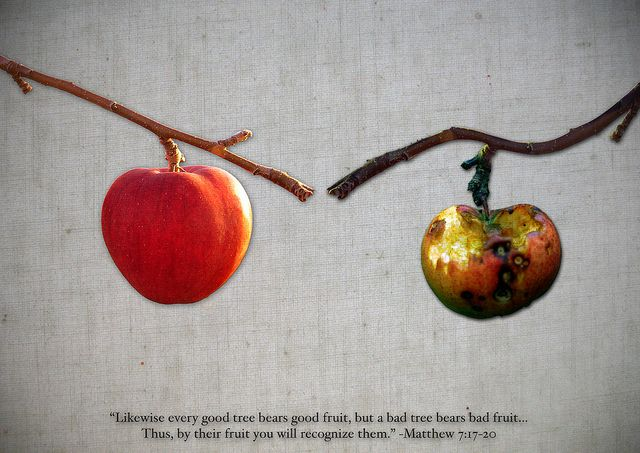 “Likewise every good tree bears good fruit, but a bad tree bears bad fruit...
Thus, by their fruit you will recognize them.” -Matthew 7:17-20